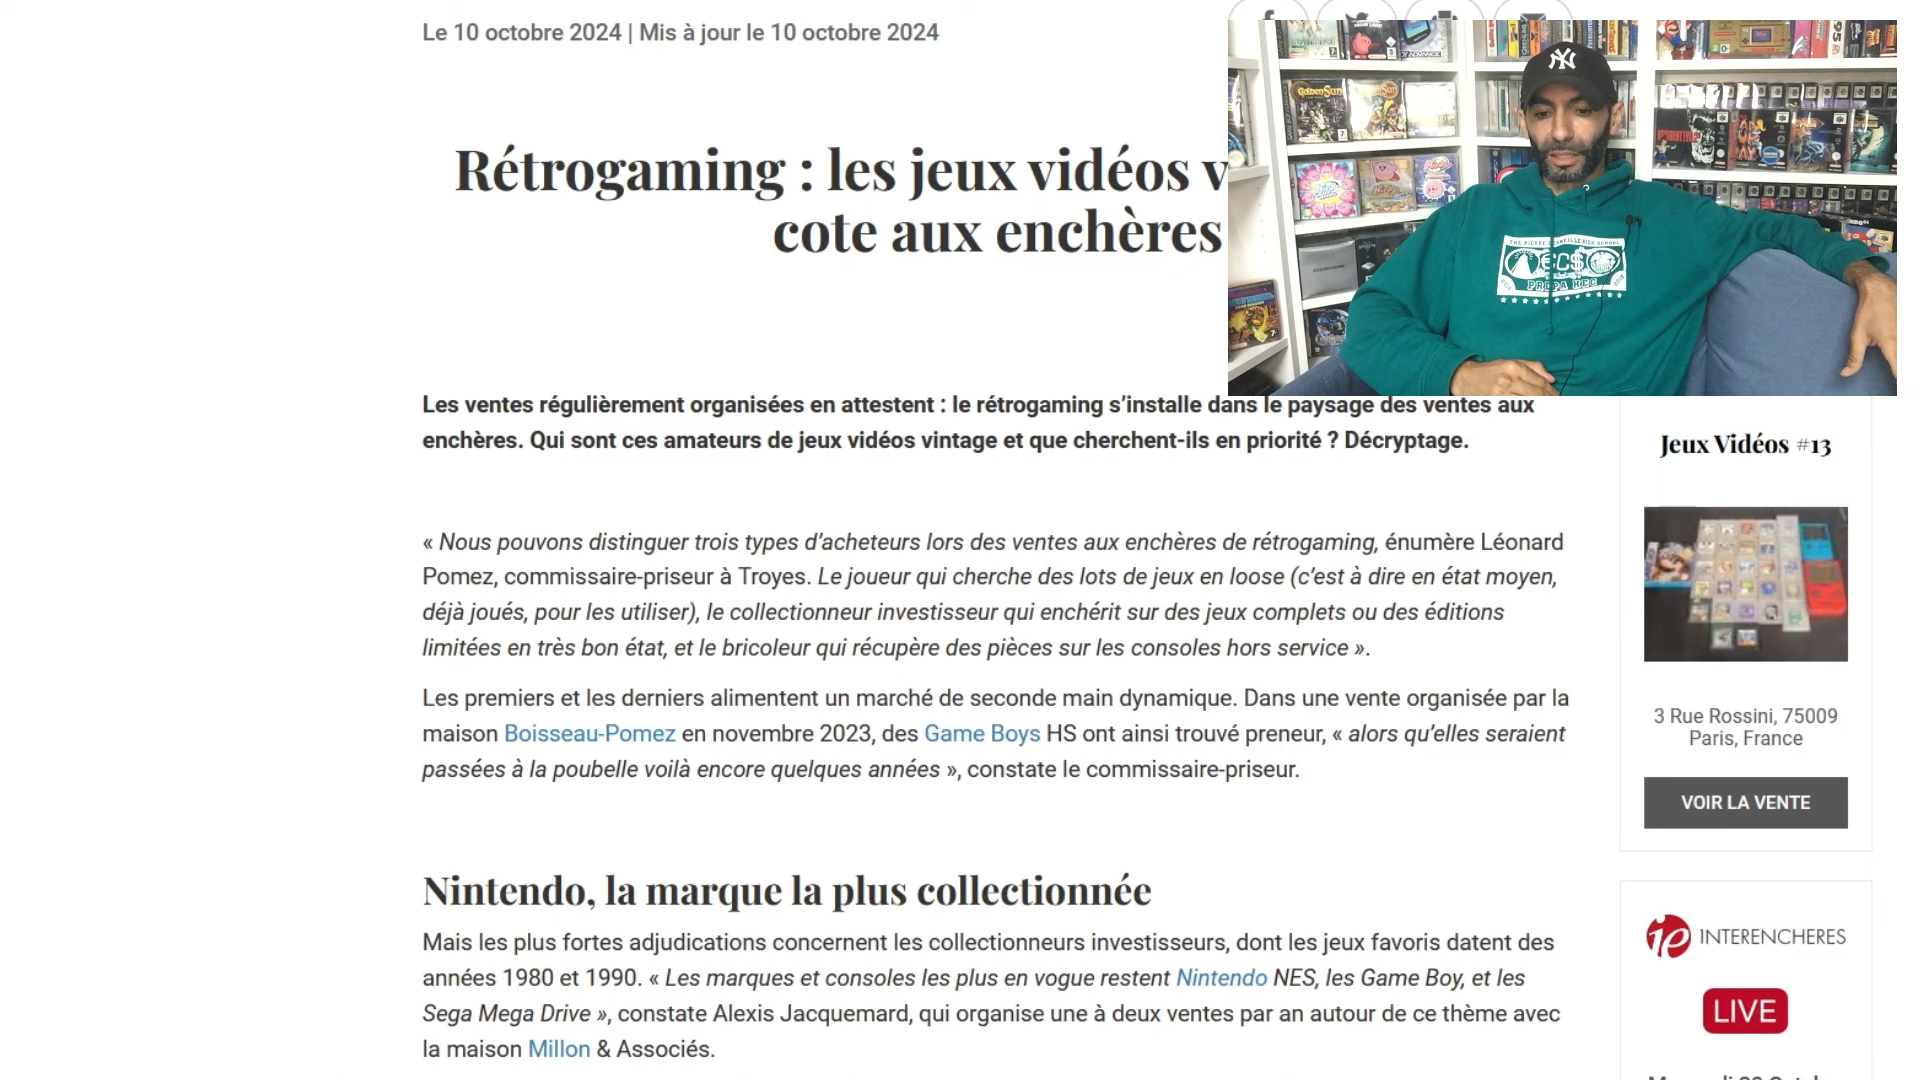 Le 10 octobre 2024 | Mis à jour le 10 octobre 2024
Rétrogaming : les jeux vidéos v
cote aux enchères
GOLDEN SUN
THE PIERRE CORNEILLE HIGH SCHOOL
PREPA HEC
Les ventes régulièrement organisées en attestent : le rétrogaming s’installe dans le paysage des ventes aux
enchères. Qui sont ces amateurs de jeux vidéos vintage et que cherchent-ils en priorité ? Décryptage.
« Nous pouvons distinguer trois types d’acheteurs lors des ventes aux enchères de rétrogaming, énumère Léonard
Pomez, commissaire-priseur à Troyes. Le joueur qui cherche des lots de jeux en loose (c’est à dire en état moyen,
déjà joués, pour les utiliser), le collectionneur investisseur qui enchérit sur des jeux complets ou des éditions
limitées en très bon état, et le bricoleur qui récupère des pièces sur les consoles hors service ».
Les premiers et les derniers alimentent un marché de seconde main dynamique. Dans une vente organisée par la
maison Boisseau-Pomez en novembre 2023, des Game Boys HS ont ainsi trouvé preneur, « alors qu’elles seraient
passées à la poubelle voilà encore quelques années », constate le commissaire-priseur.
Nintendo, la marque la plus collectionnée
Mais les plus fortes adjudications concernent les collectionneurs investisseurs, dont les jeux favoris datent des
années 1980 et 1990. « Les marques et consoles les plus en vogue restent Nintendo NES, les Game Boy, et les
Sega Mega Drive », constate Alexis Jacquemard, qui organise une à deux ventes par an autour de ce thème avec
la maison Millon & Associés.
Jeux Vidéos #13
3 Rue Rossini, 75009
Paris, France
VOIR LA VENTE
ie INTERENCHERES
LIVE